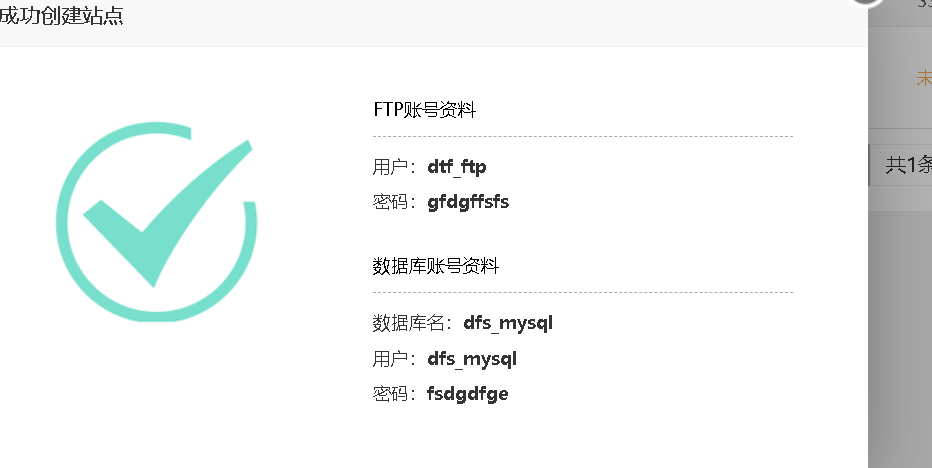 成功创建站点
FTP账号资料
用户：dtf_ftp
密码：gfdgffsfs
数据库账号资料
数据库名：dfs_mysql
用户：dfs_mysql
密码：fsdgdfge
未
共1条